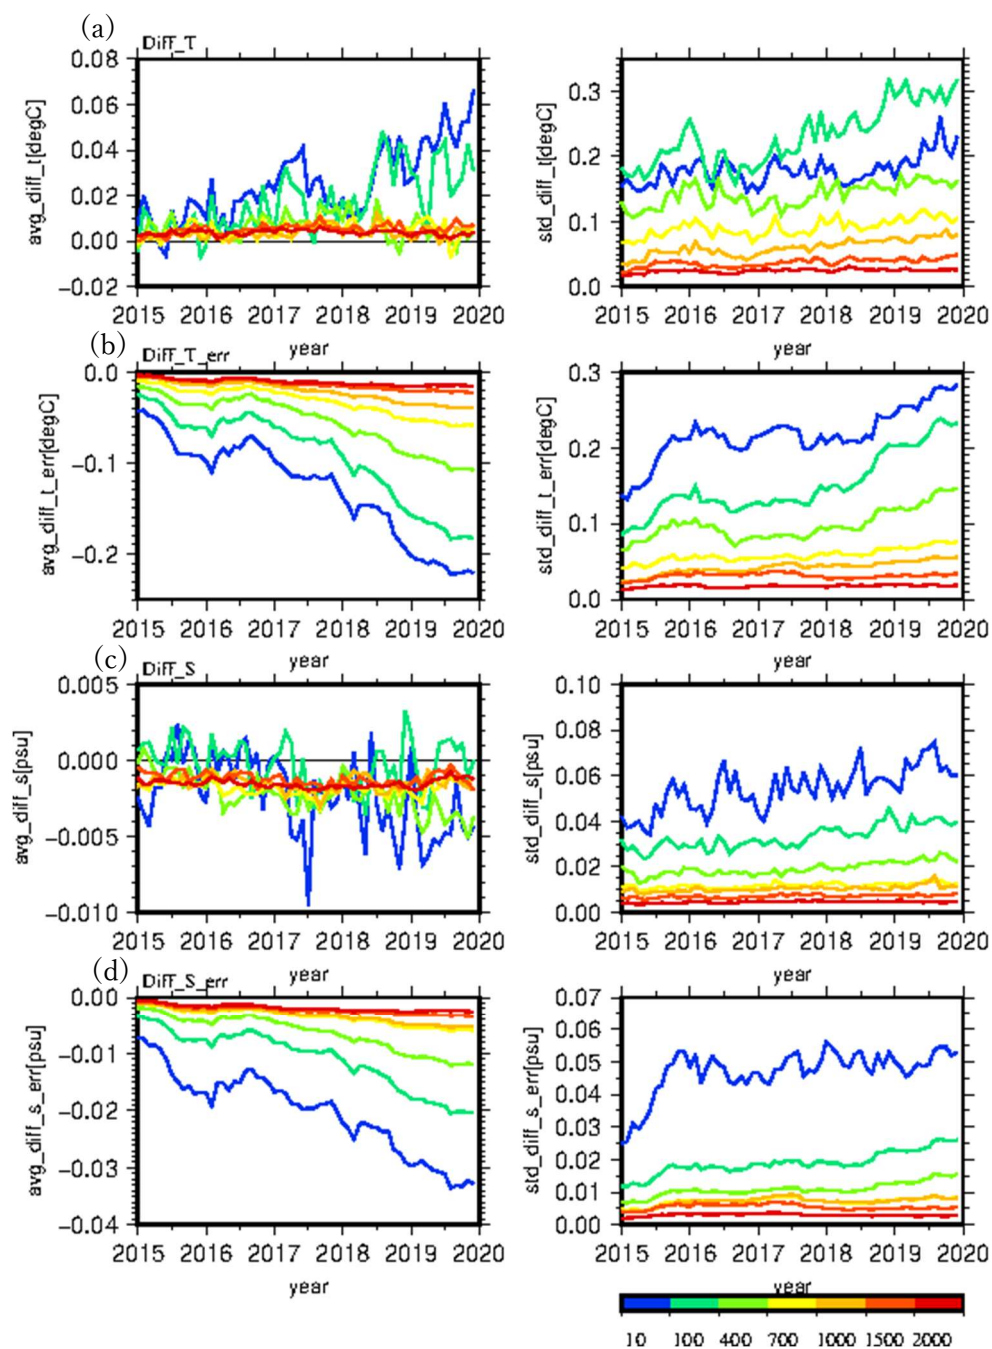 (a)
Diff_T
avg_diff_t[degC]
0.08
0.06
0.04
0.02
0.00
−0.02
2015 2016 2017 2018 2019 2020
year
std_diff_t[degC]
0.3
0.2
0.1
0.0
2015 2016 2017 2018 2019 2020
year
(b)
Diff_T_err
avg_diff_t_err[degC]
0.0
−0.1
−0.2
2015 2016 2017 2018 2019 2020
year
std_diff_t_err[degC]
0.3
0.2
0.1
0.0
2015 2016 2017 2018 2019 2020
year
(c)
Diff_S
avg_diff_s[psu]
0.005
0.000
−0.005
−0.010
2015 2016 2017 2018 2019 2020
year
std_diff_s[psu]
0.10
0.08
0.06
0.04
0.02
0.00
2015 2016 2017 2018 2019 2020
year
(d)
Diff_S_err
avg_diff_s_err[psu]
0.00
−0.01
−0.02
−0.03
−0.04
2015 2016 2017 2018 2019 2020
year
std_diff_s_err[psu]
0.07
0.06
0.05
0.04
0.03
0.02
0.01
0.00
2015 2016 2017 2018 2019 2020
year
10 100 400 700 1000 1500 2000